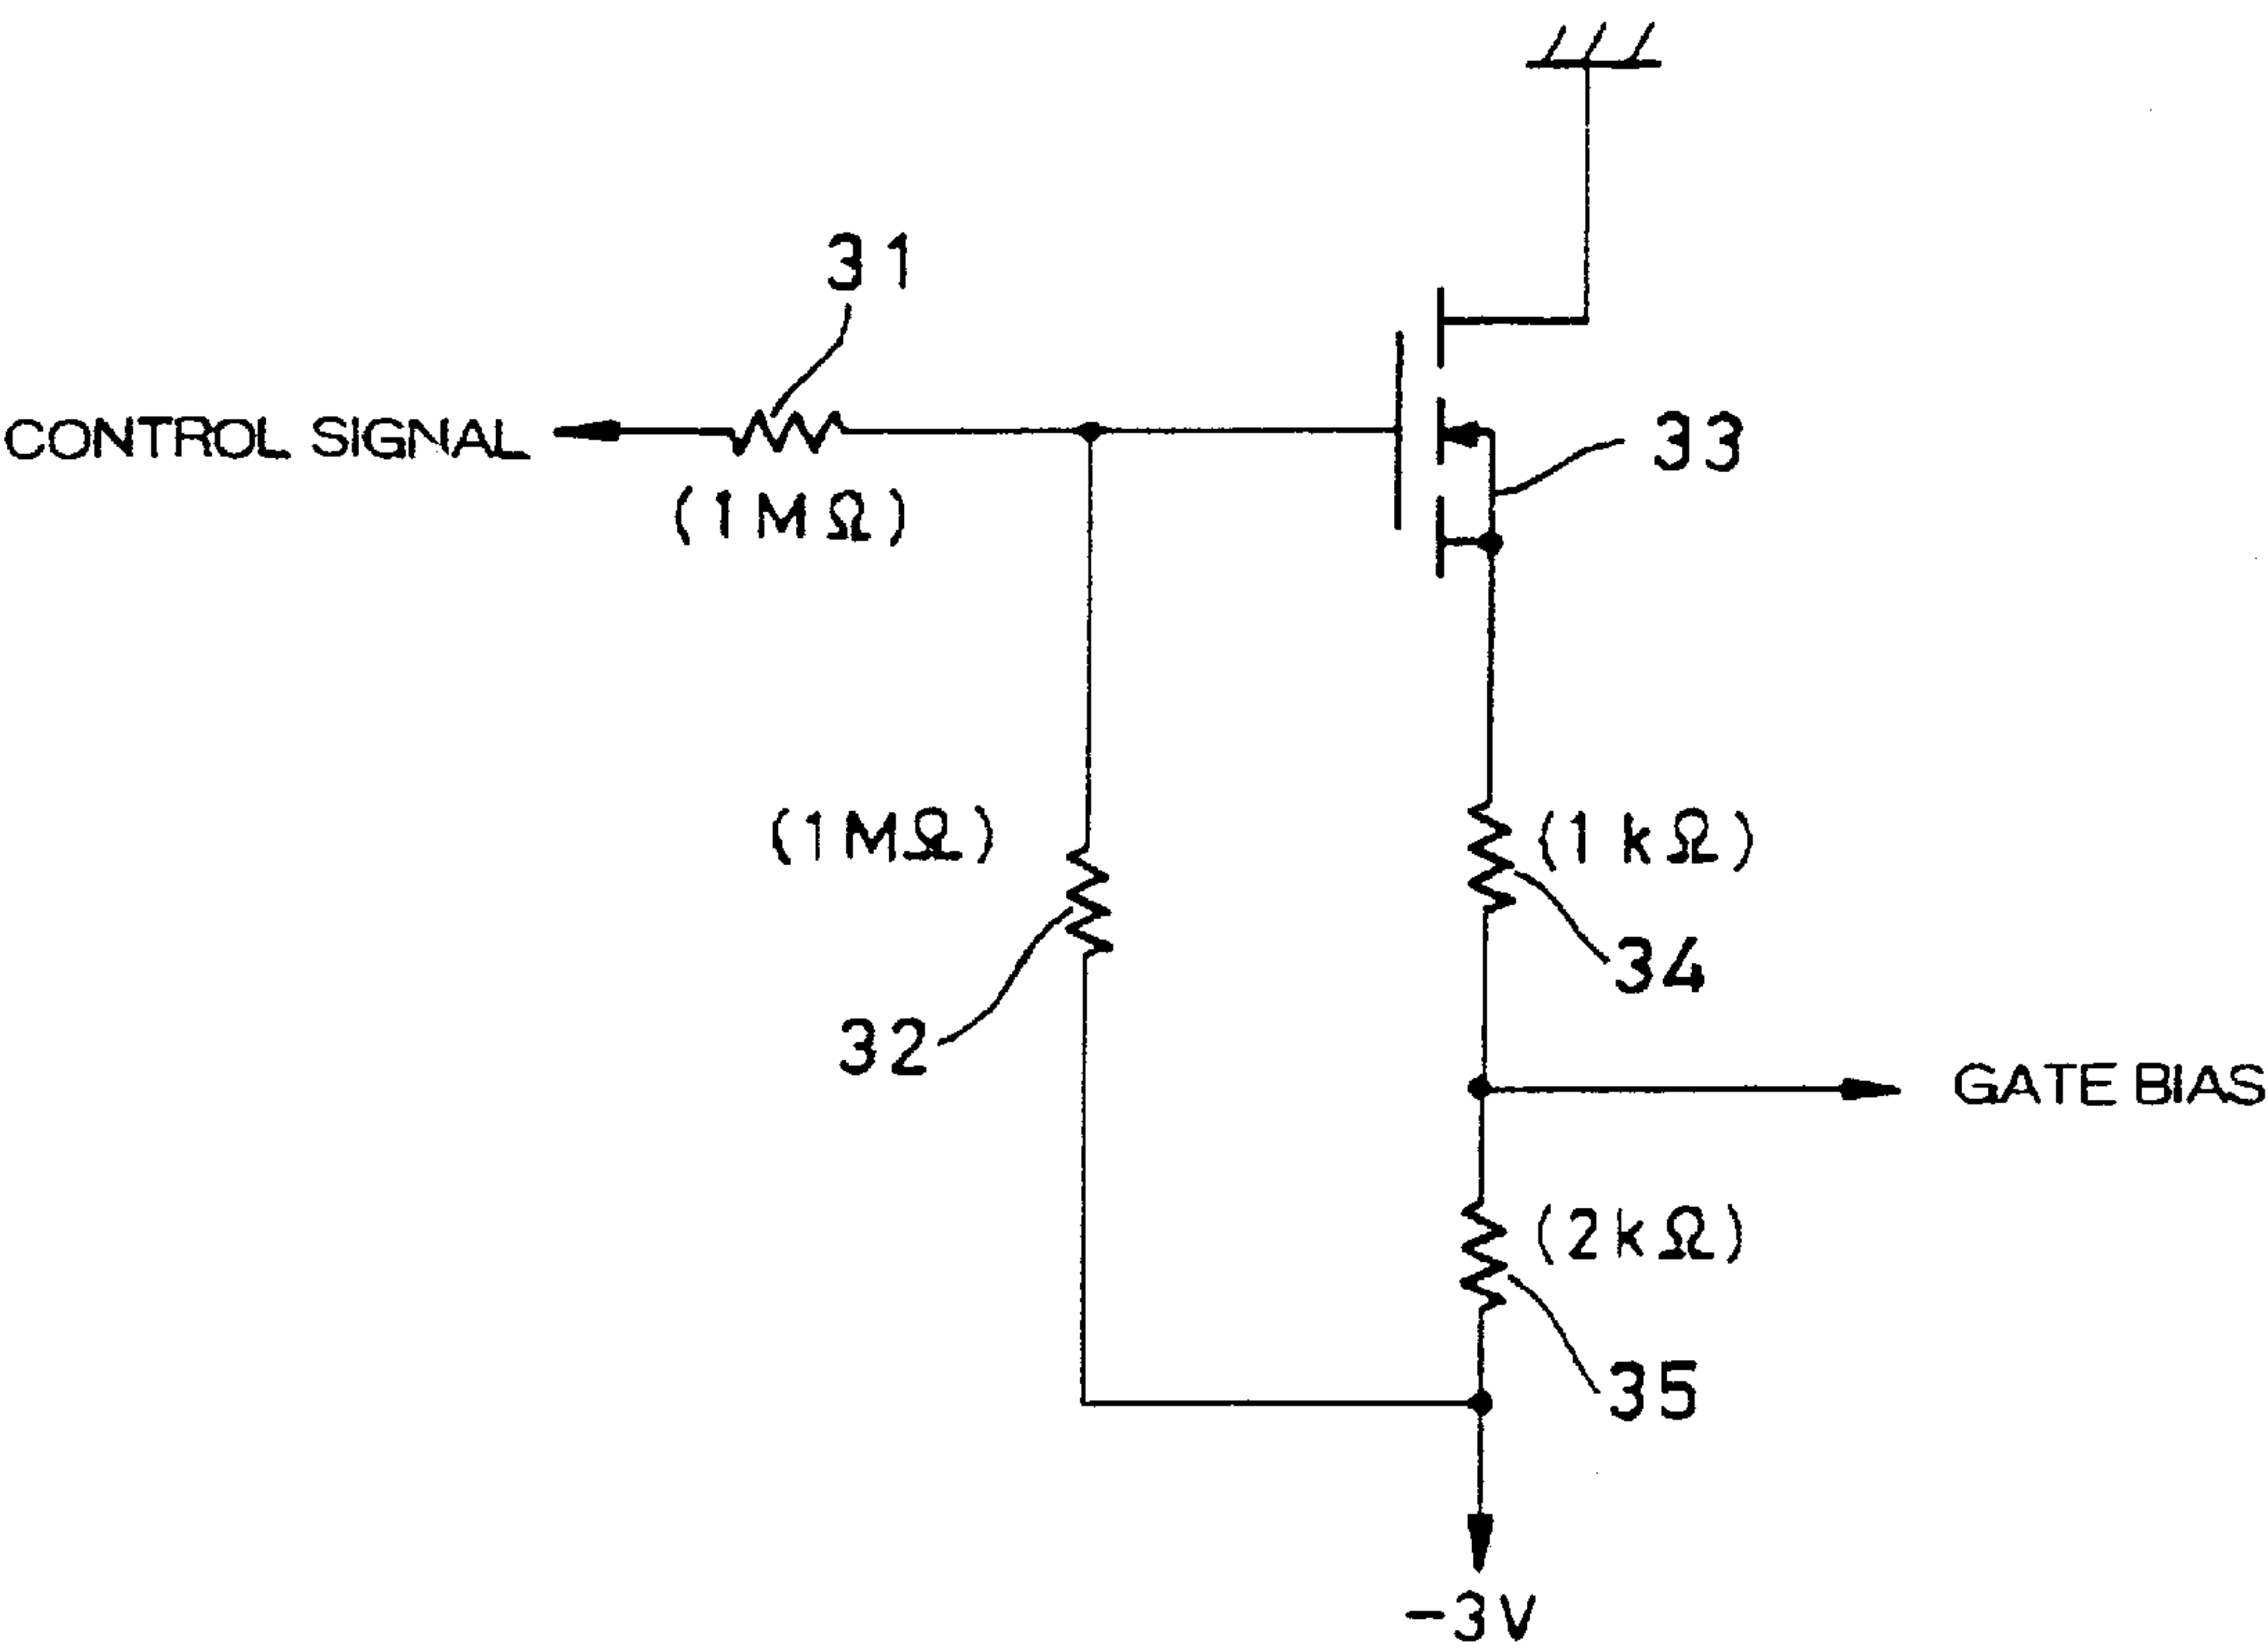 31
CONTROL SIGNAL
33
(1MΩ)
(1MΩ)
(1kΩ)
34
32
GATE BIAS
(2kΩ)
35
-3V